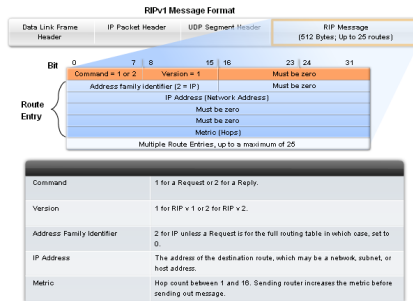 RIPv1 Message Format
Data Link Frame Header
IP Packet Header
UDP Segment Header
RIP Message
(512 Bytes; Up to 25 routes)
Bit 0 7 8 15 16 23 24 31
Command = 1 or 2 Version = 1 Must be zero
Route Entry
Address family identifier (2 = IP) Must be zero
IP Address (Network Address)
Must be zero
Must be zero
Metric (Hops)
Multiple Route Entries, up to a maximum of 25
Command 1 for a Request or 2 for a Reply.
Version 1 for RIP v 1 or 2 for RIP v 2.
Address Family Identifier 2 for IP unless a Request is for the full routing table in which case, set to
0.
IP Address The address of the destination route, which may be a network, subnet, or
host address.
Metric Hop count between 1 and 16. Sending router increases the metric before
sending out message.